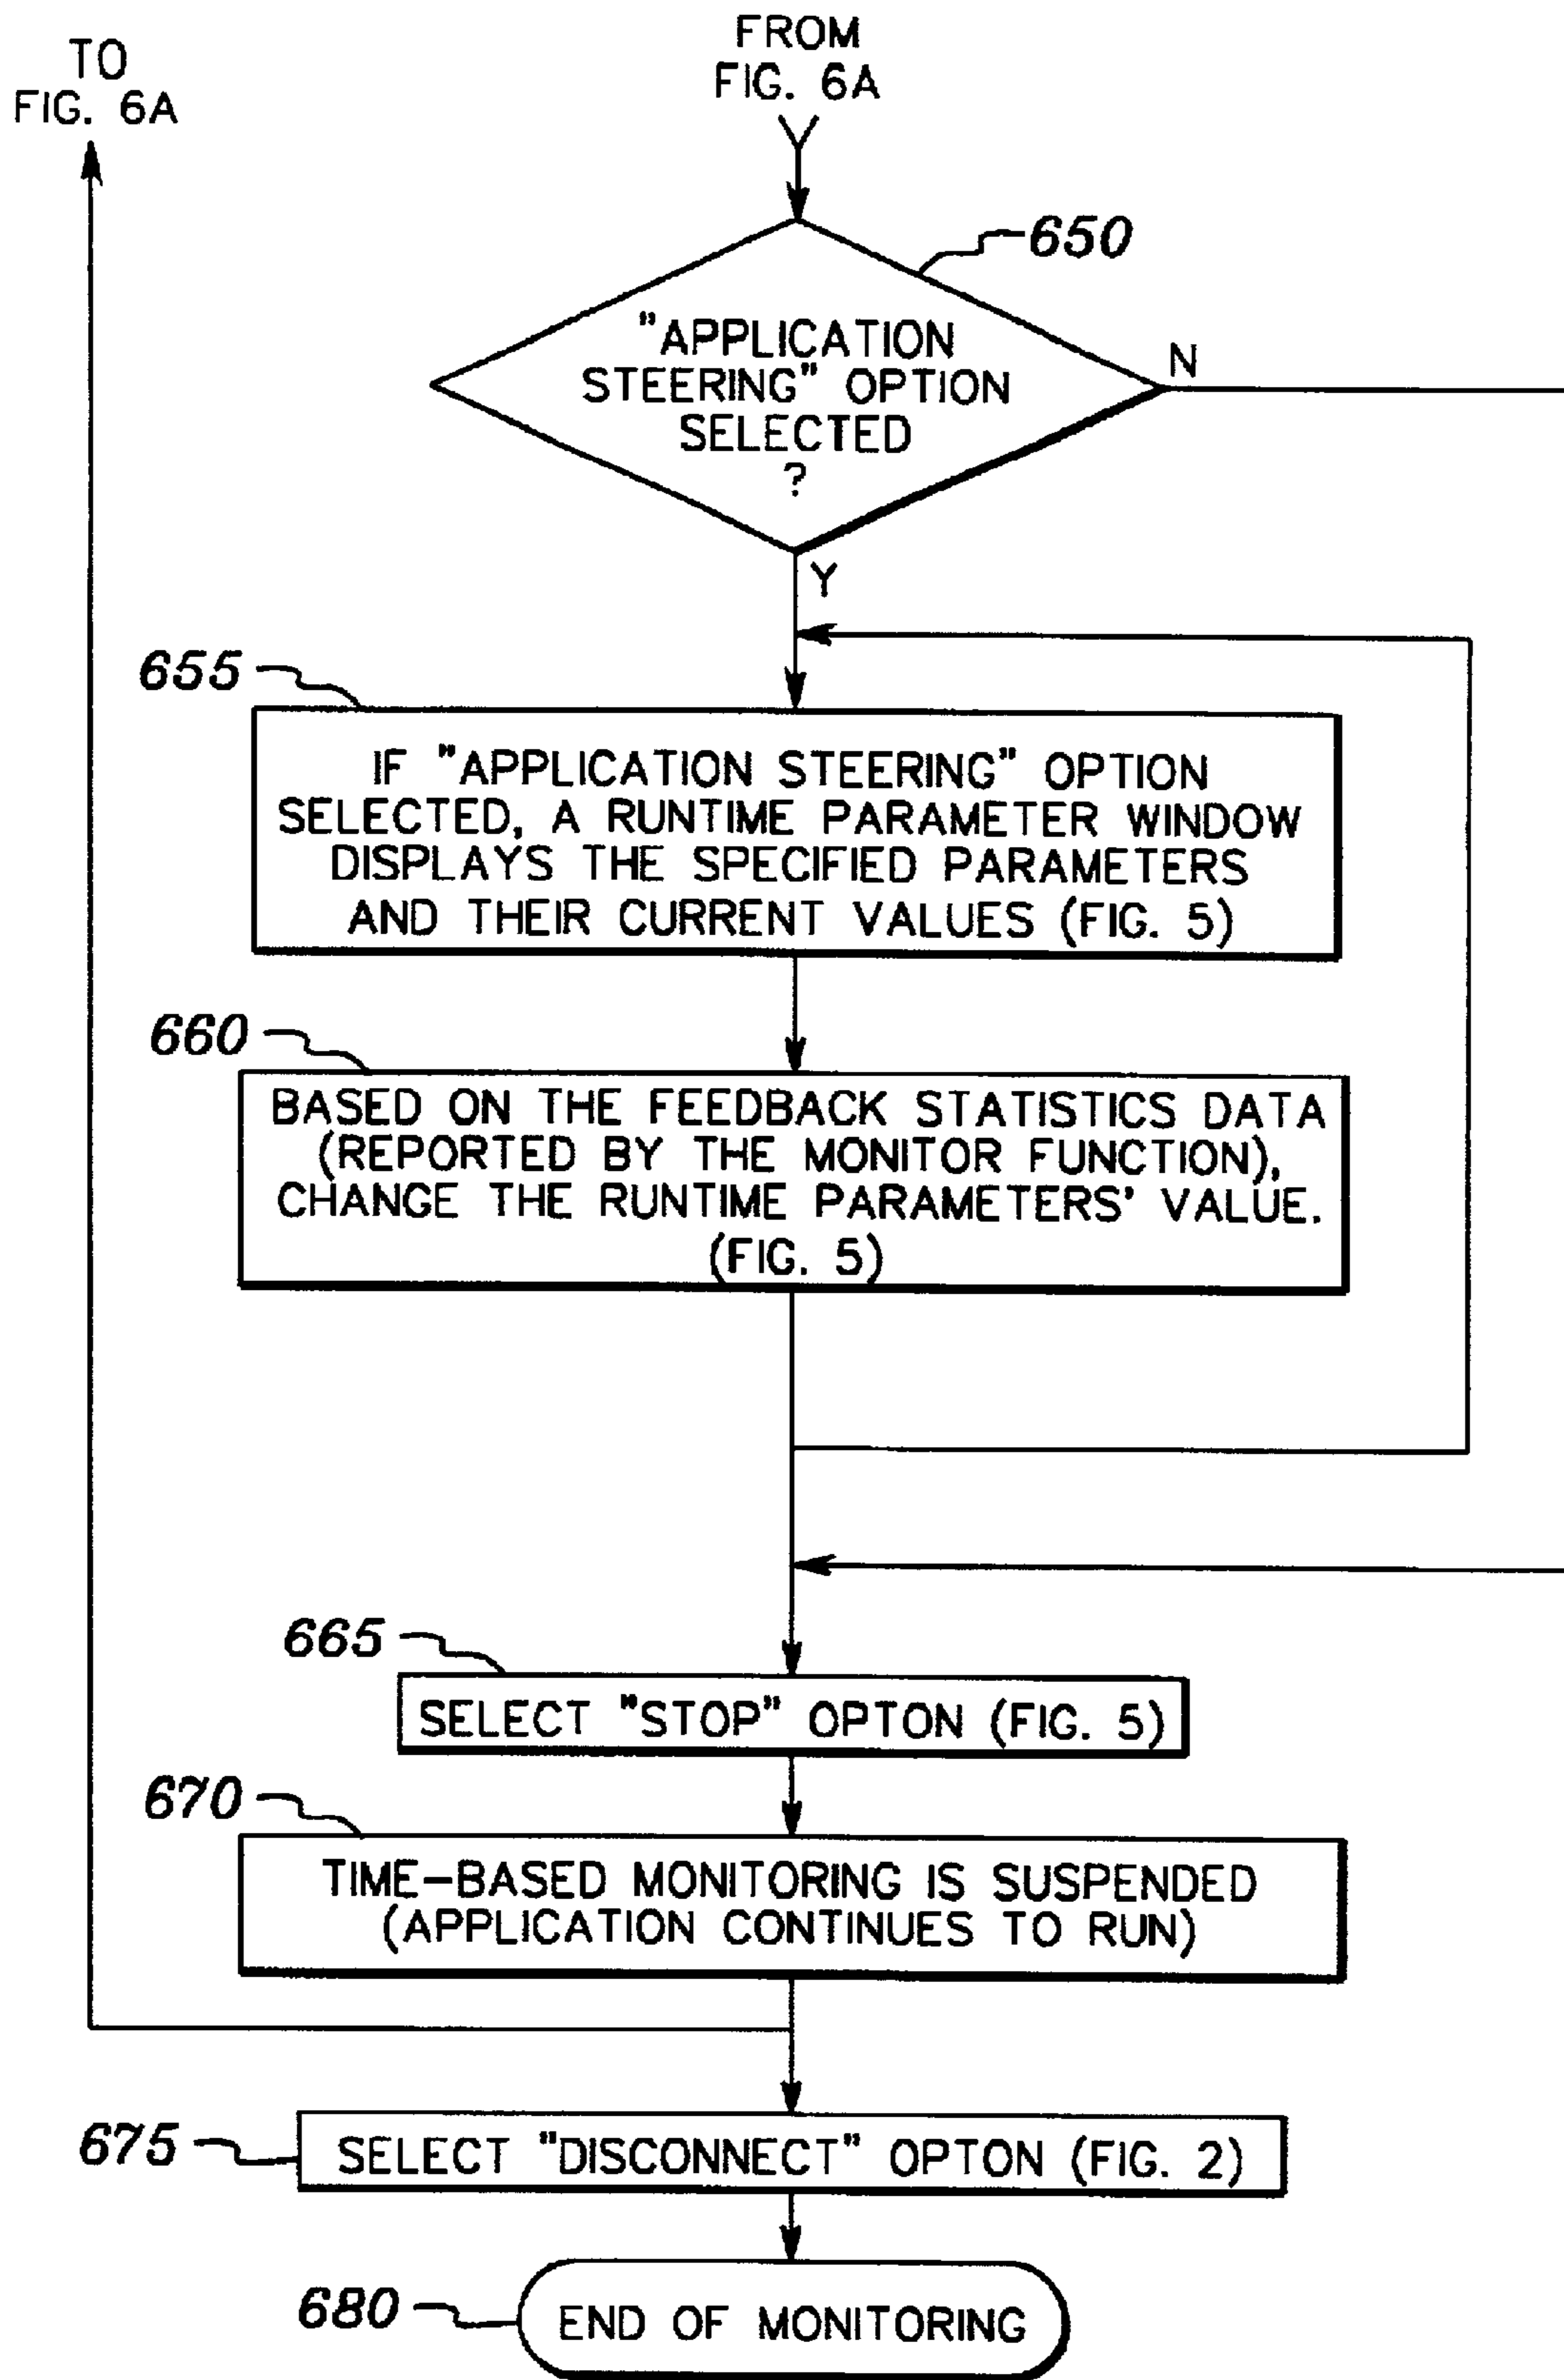 TO
FIG. 6A
FROM
FIG. 6A
650
"APPLICATION
STEERING" OPTION
SELECTED
?
N
Y
655
IF "APPLICATION STEERING" OPTION
SELECTED, A RUNTIME PARAMETER WINDOW
DISPLAYS THE SPECIFIED PARAMETERS
AND THEIR CURRENT VALUES (FIG. 5)
660
BASED ON THE FEEDBACK STATISTICS DATA
(REPORTED BY THE MONITOR FUNCTION),
CHANGE THE RUNTIME PARAMETERS' VALUE.
(FIG. 5)
665
SELECT "STOP" OPTON (FIG. 5)
670
TIME-BASED MONITORING IS SUSPENDED
(APPLICATION CONTINUES TO RUN)
675
SELECT "DISCONNECT" OPTON (FIG. 2)
680
END OF MONITORING